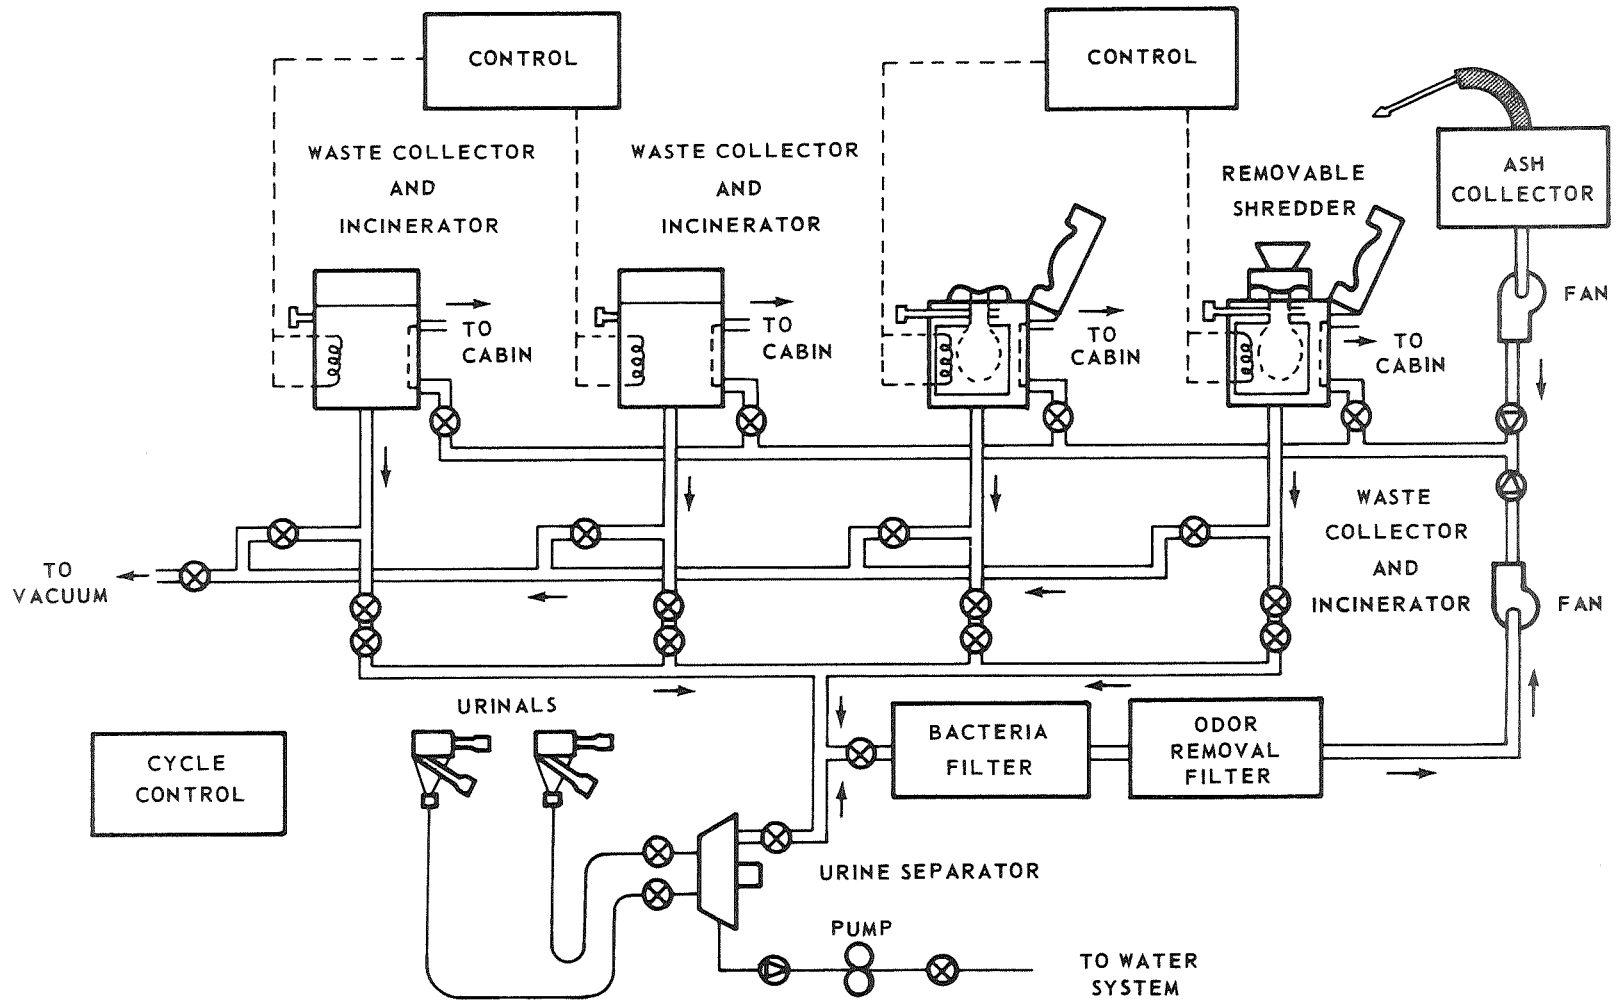 CONTROL
CONTROL
WASTE COLLECTOR
AND
INCINERATOR
WASTE COLLECTOR
AND
INCINERATOR
REMOVABLE
SHREDDER
ASH
COLLECTOR
FAN
TO
CABIN
TO
CABIN
TO
CABIN
TO
CABIN
WASTE
COLLECTOR
AND
INCINERATOR
FAN
TO
VACUUM
URINALS
CYCLE
CONTROL
BACTERIA
FILTER
ODOR
REMOVAL
FILTER
URINE SEPARATOR
PUMP
TO WATER
SYSTEM